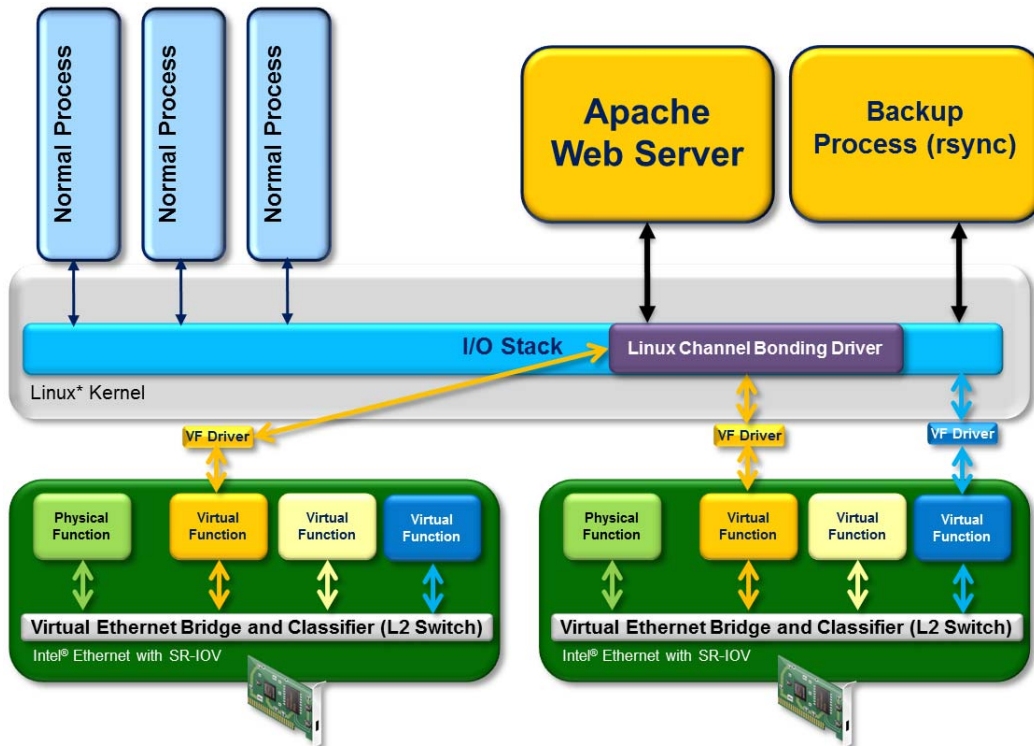 Normal Process
Normal Process
Normal Process
Apache
Web Server
Backup
Process (rsync)
I/O Stack
Linux Channel Bonding Driver
Linux* Kernel
VF Driver
VF Driver
VF Driver
Physical
Function
Virtual
Function
Virtual
Function
Virtual
Function
Virtual Ethernet Bridge and Classifier (L2 Switch)
Intel® Ethernet with SR-IOV
Physical
Function
Virtual
Function
Virtual
Function
Virtual
Function
Virtual Ethernet Bridge and Classifier (L2 Switch)
Intel® Ethernet with SR-IOV